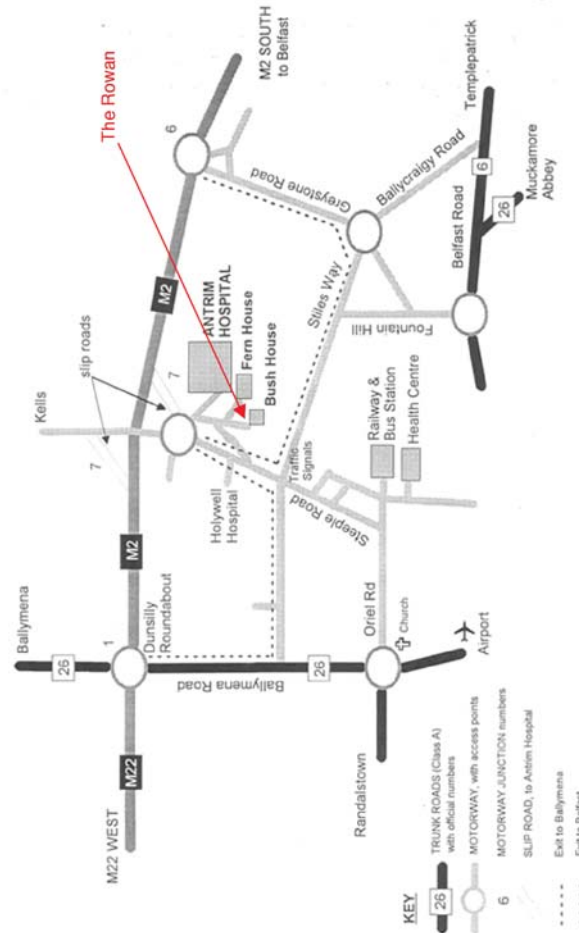 Kells
slip roads
7
7
M2
M2
6
M2 SOUTH
to Belfast
The Rowan
Ballymena
26
1
Dunsilly
Roundabout
M22
M22 WEST
ANTRIM
HOSPITAL
Fern House
Bush House
Holywell
Hospital
Greystone Road
Ballymena Road
26
Traffic
Signals
Stiles Way
Steeple Road
Railway &
Bus Station
Health Centre
Ballycraigy Road
Templepatrick
6
Belfast Road
26
Muckamore
Abbey
Fountain Hill
Oriel Rd
Church
Airport
Randalstown
KEY
26
TRUNK ROADS (Class A)
with official numbers
MOTORWAY, with access points
6
MOTORWAY JUNCTION numbers
SLIP ROAD, to Antrim Hospital
Exit to Ballymena
Exit to Belfast